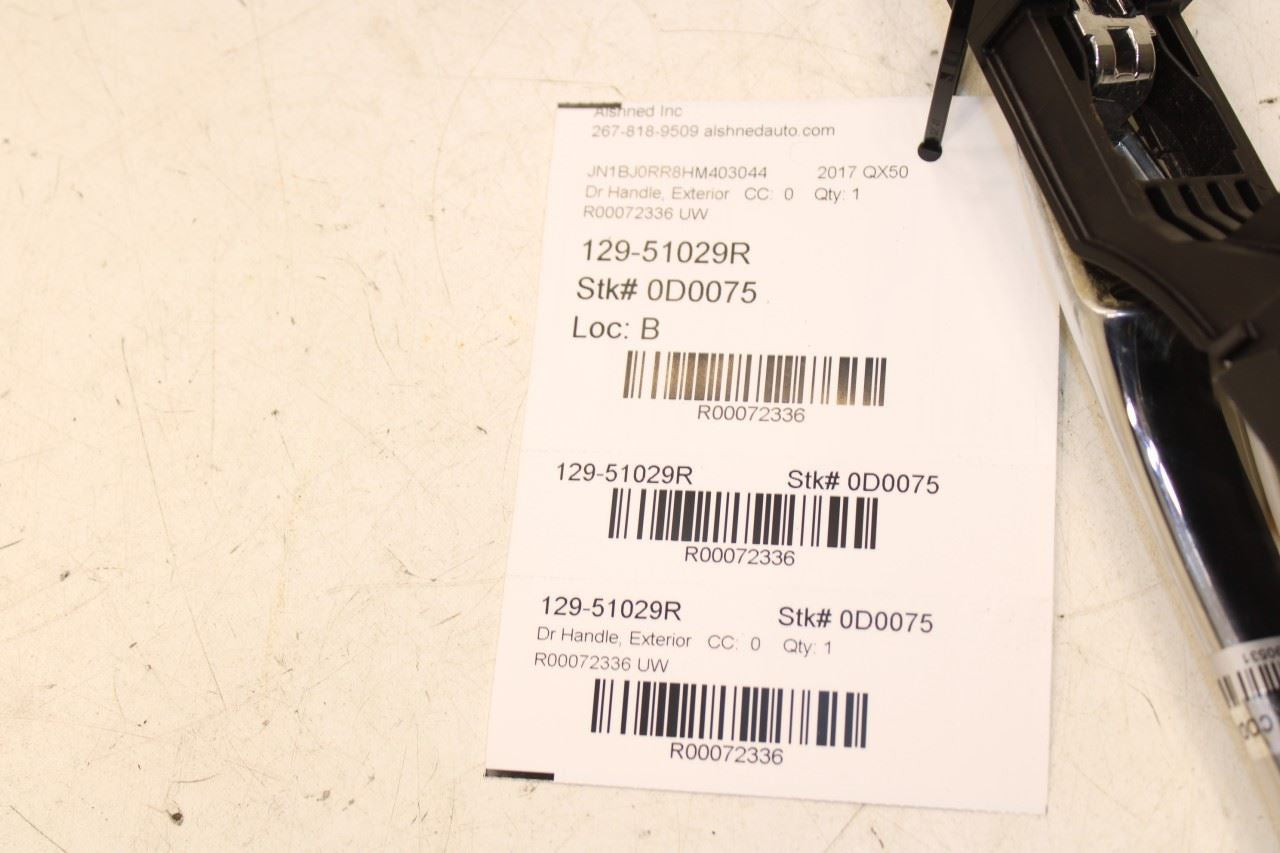 Alshned Inc
267-818-9509 alshnedauto.com
JN1BJ0RR8HM403044 2017 QX50
Dr Handle, Exterior CC: 0 Qty: 1
R00072336 UW
129-51029R
Stk# 0D0075
Loc: B
R00072336
129-51029R Stk# 0D0075
R00072336
129-51029R Stk# 0D0075
Dr Handle, Exterior CC: 0 Qty: 1
R00072336 UW
R00072336